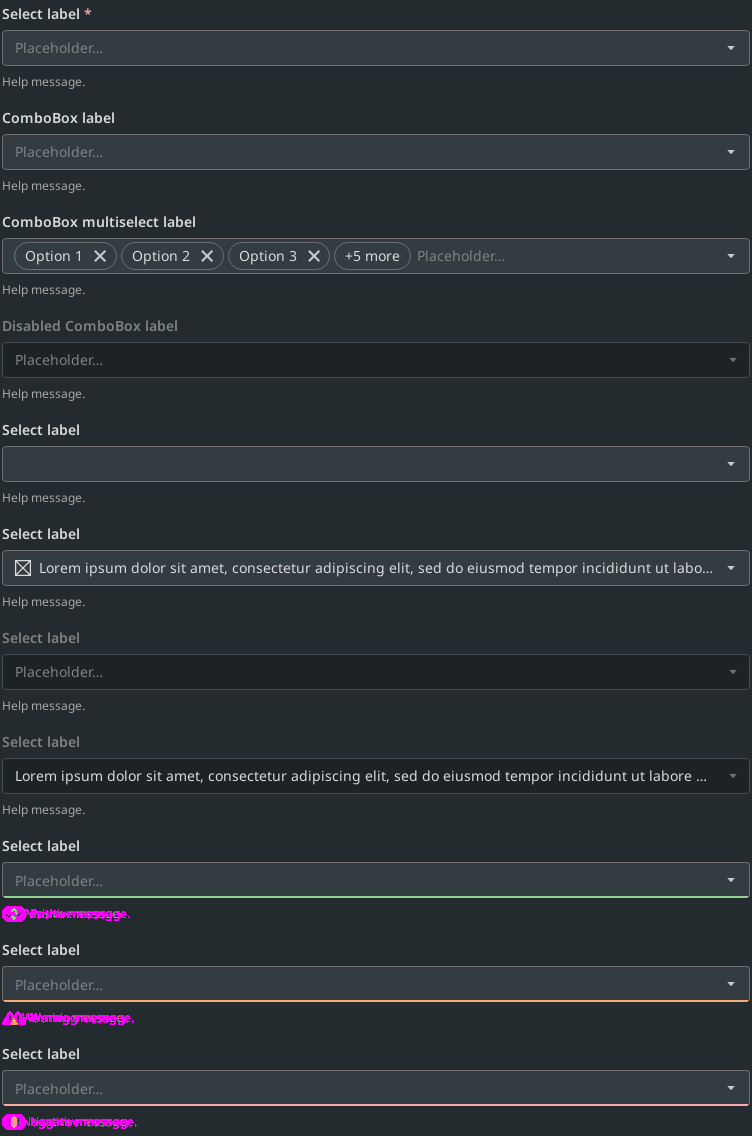 Select label *
Placeholder...
Help message.
ComboBox label
Placeholder...
Help message.
ComboBox multiselect label
Option 1 Option 2 Option 3 +5 more Placeholder...
Help message.
Disabled ComboBox label
Placeholder...
Help message.
Select label
Help message.
Select label
Lorem ipsum dolor sit amet, consectetur adipiscing elit, sed do eiusmod tempor incididunt ut labo...
Help message.
Select label
Placeholder...
Help message.
Select label
Lorem ipsum dolor sit amet, consectetur adipiscing elit, sed do eiusmod tempor incididunt ut labore ...
Help message.
Select label
Placeholder...
message.
Select label
Placeholder...
Warning message.
Select label
Placeholder...
message.